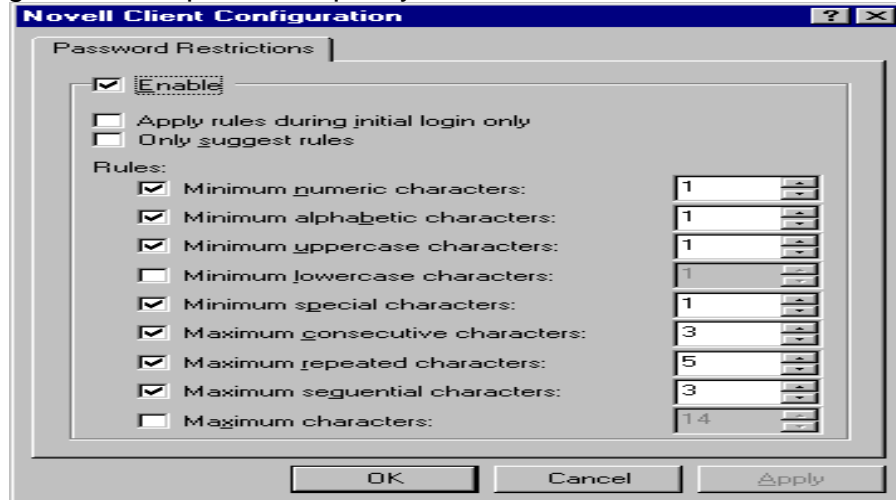 Novell Client Configuration
Password Restrictions
Enable
Apply rules during initial login only
Only suggest rules
Rules:
Minimum numeric characters: 1
Minimum alphabetic characters: 1
Minimum uppercase characters: 1
Minimum lowercase characters: 1
Minimum special characters: 1
Maximum consecutive characters: 3
Maximum repeated characters: 5
Maximum sequential characters: 3
Maximum characters: 14
OK Cancel Apply